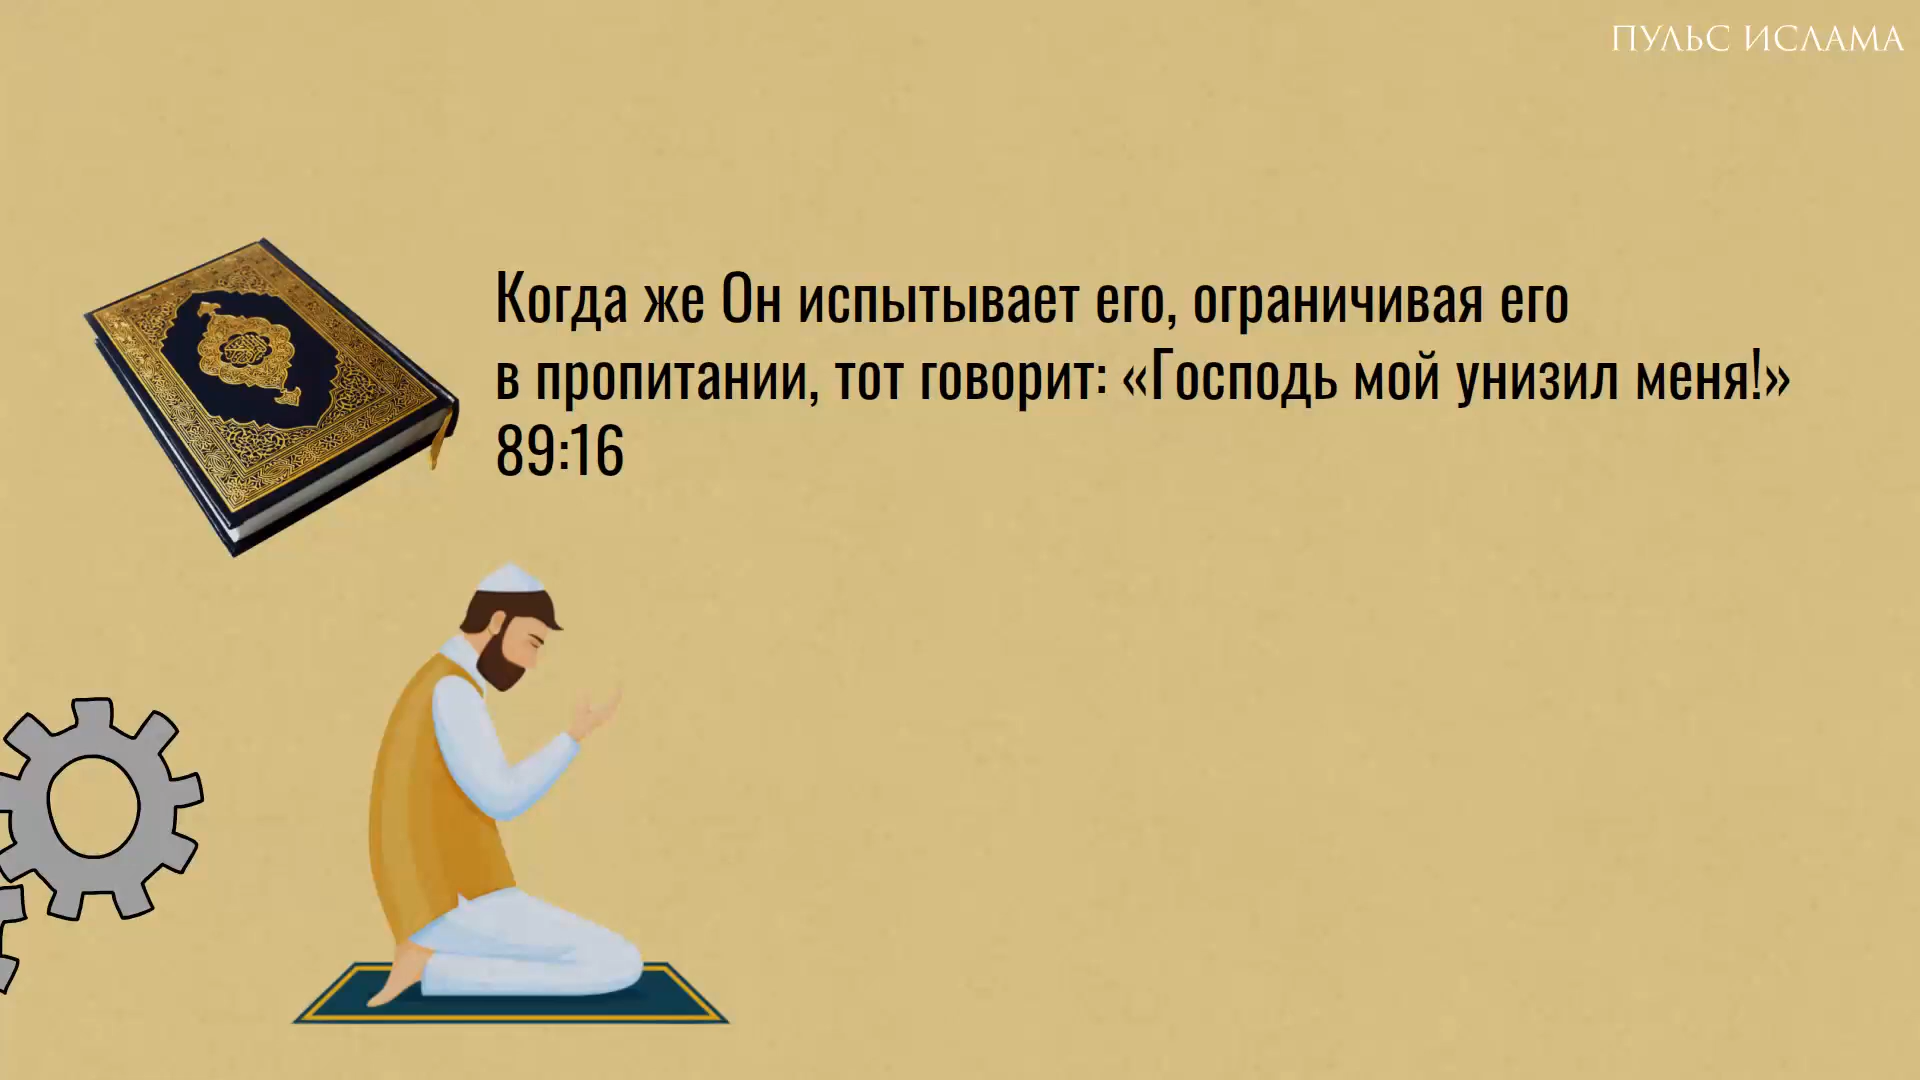 ПУЛЬС ИСЛАМА
Когда же Он испытывает его, ограничивая его
в пропитании, тот говорит: «Господь мой унизил меня!»
89:16